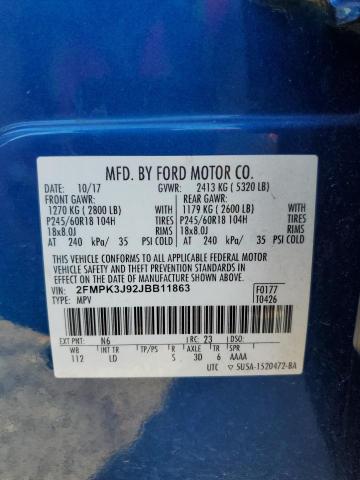 MFD. BY FORD MOTOR CO.
DATE: 10/17 GVWR: 2413 KG ( 5320 LB)
FRONT GAWR: REAR GAWR:
1270 KG ( 2800 LB) WITH 1179 KG ( 2600 LB) WITH
P245/60R18 104H TIRES P245/60R18 104H TIRES
18x8.0J RIMS 18x8.0J RIMS
AT 240 kPa/ 35 PSI COLD AT 240 kPa/ 35 PSI COLD
THIS VEHICLE CONFORMS TO ALL APPLICABLE FEDERAL MOTOR
VEHICLE SAFETY AND THEFT PREVENTION STANDARDS IN
EFFECT ON THE DATE OF MANUFACTURE SHOWN ABOVE.
VIN: 2FMPK3J92JBB11863 F0177
TYPE: MPV T0426
EXT PNT: N6 RC: 23
WB INT TR TP/PS R AXLE TR SPR
112 LD S 3D 6 AAAA
UTC ▽ 5USA-1520472-BA